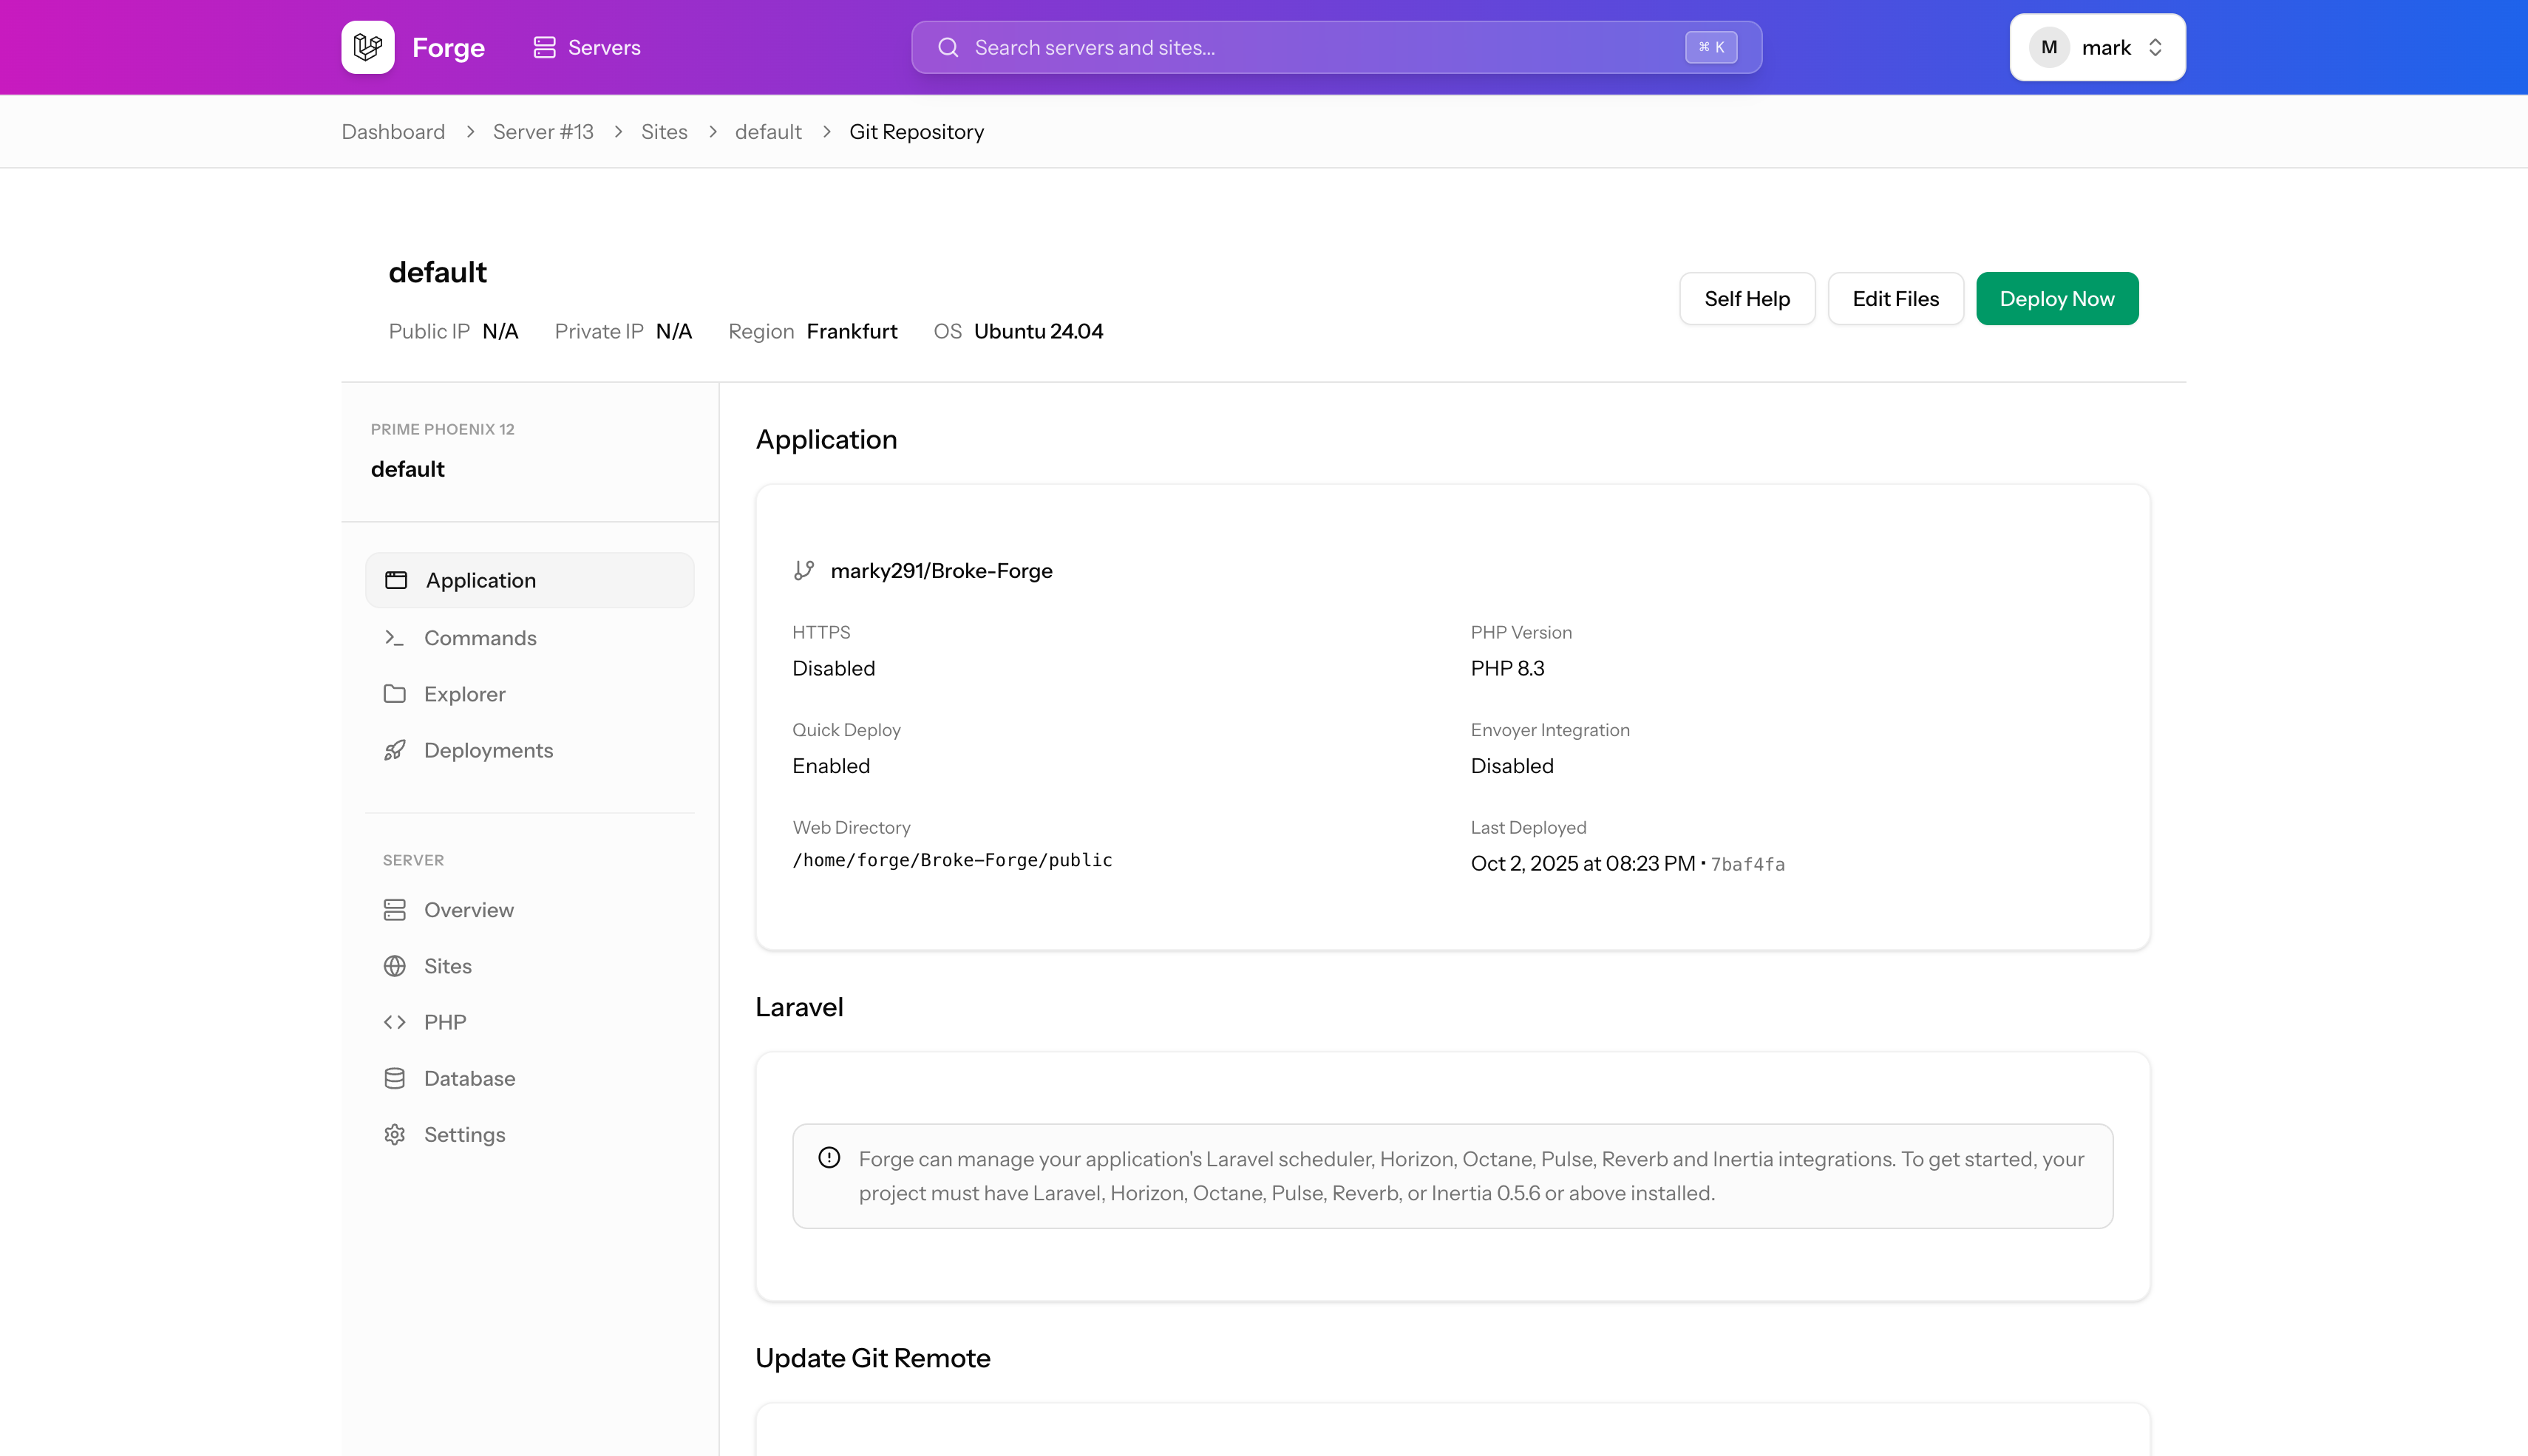 Forge
Servers
Search servers and sites...
⌘ K
M
mark
Dashboard > Server #13 > Sites > default > Git Repository
default
Public IP N/A Private IP N/A Region Frankfurt OS Ubuntu 24.04
Self Help
Edit Files
Deploy Now
PRIME PHOENIX 12
default
Application
Commands
Explorer
Deployments
SERVER
Overview
Sites
PHP
Database
Settings
Application
marky291/Broke-Forge
HTTPS
Disabled
PHP Version
PHP 8.3
Quick Deploy
Enabled
Envoyer Integration
Disabled
Web Directory
/home/forge/Broke-Forge/public
Last Deployed
Oct 2, 2025 at 08:23 PM • 7baf4fa
Laravel
Forge can manage your application's Laravel scheduler, Horizon, Octane, Pulse, Reverb and Inertia integrations. To get started, your
project must have Laravel, Horizon, Octane, Pulse, Reverb, or Inertia 0.5.6 or above installed.
Update Git Remote